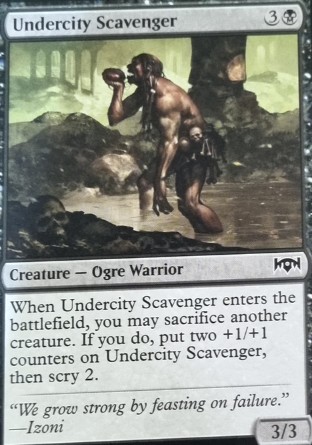 Undercity Scavenger 3
Creature — Ogre Warrior
When Undercity Scavenger enters the
battlefield, you may sacrifice another
creature. If you do, put two +1/+1
counters on Undercity Scavenger,
then scry 2.
“We grow strong by feasting on failure.”
—Izoni
3/3